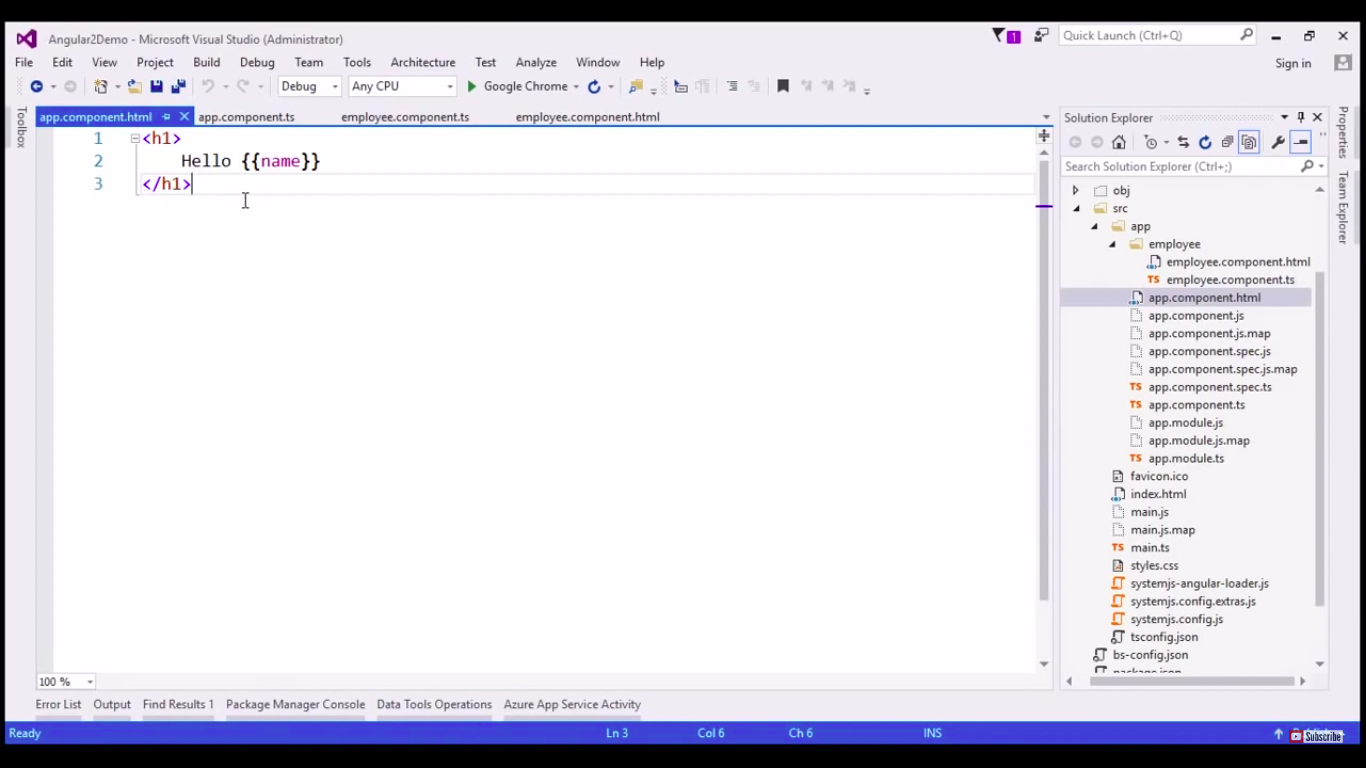 Angular2Demo - Microsoft Visual Studio (Administrator)
1
Quick Launch (Ctrl+Q)
File Edit View Project Build Debug Team Tools Architecture Test Analyze Window Help
Sign in
Debug Any CPU Google Chrome
Toolbox
app.component.html app.component.ts employee.component.ts employee.component.html
1 <h1>
2 Hello {{name}}
3 </h1>
100 %
Solution Explorer
Search Solution Explorer (Ctrl+;)
obj
src
app
employee
employee.component.html
employee.component.ts
app.component.html
app.component.js
app.component.js.map
app.component.spec.js
app.component.spec.js.map
app.component.spec.ts
app.component.ts
app.module.js
app.module.js.map
app.module.ts
favicon.ico
index.html
main.js
main.js.map
main.ts
styles.css
systemjs-angular-loader.js
systemjs.config.extras.js
systemjs.config.js
tsconfig.json
bs-config.json
package.json
Properties
Team Explorer
Error List Output Find Results 1 Package Manager Console Data Tools Operations Azure App Service Activity
Ready Ln 3 Col 6 Ch 6 INS
Subscribe